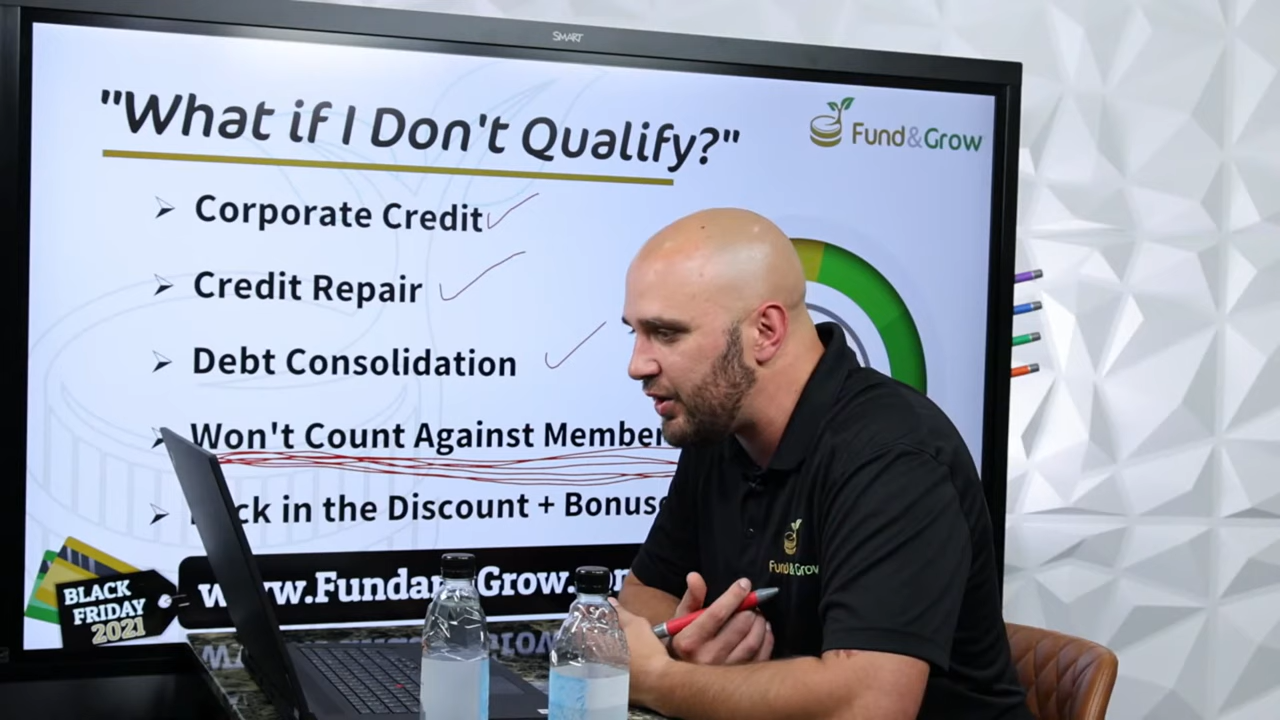 SMART
"What if I Don't Qualify?"
Fund&Grow
Corporate Credit
Credit Repair
Debt Consolidation
Won't Count Against Member
in the Discount + Bonus
BLACK
FRIDAY
2021
Fund&Grow